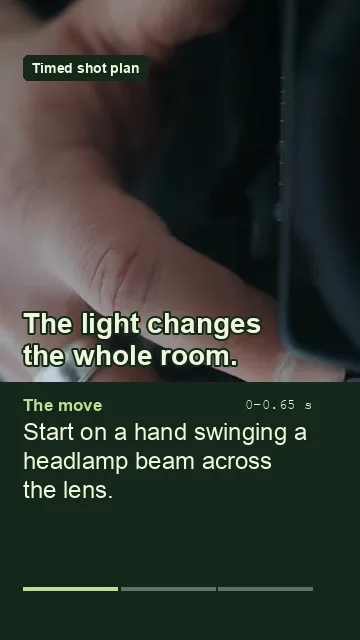 Timed shot plan
The light changes
the whole room.
The move
0–0.65 s
Start on a hand swinging a
headlamp beam across
the lens.